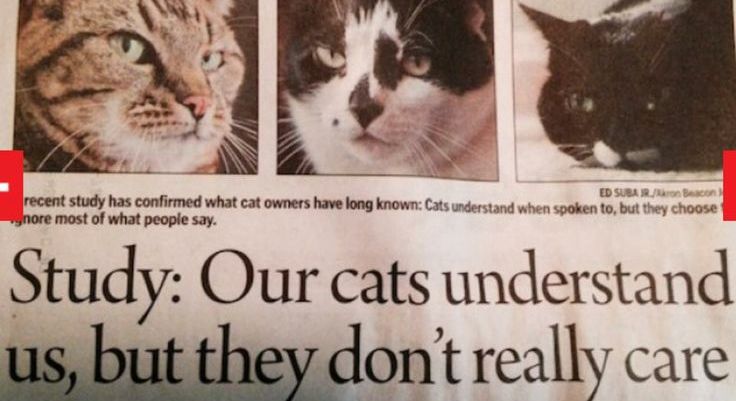 ED SUBA JR./Akron Beacon
recent study has confirmed what cat owners have long known: Cats understand when spoken to, but they choose
ignore most of what people say.
Study: Our cats understand
us, but they don't really care